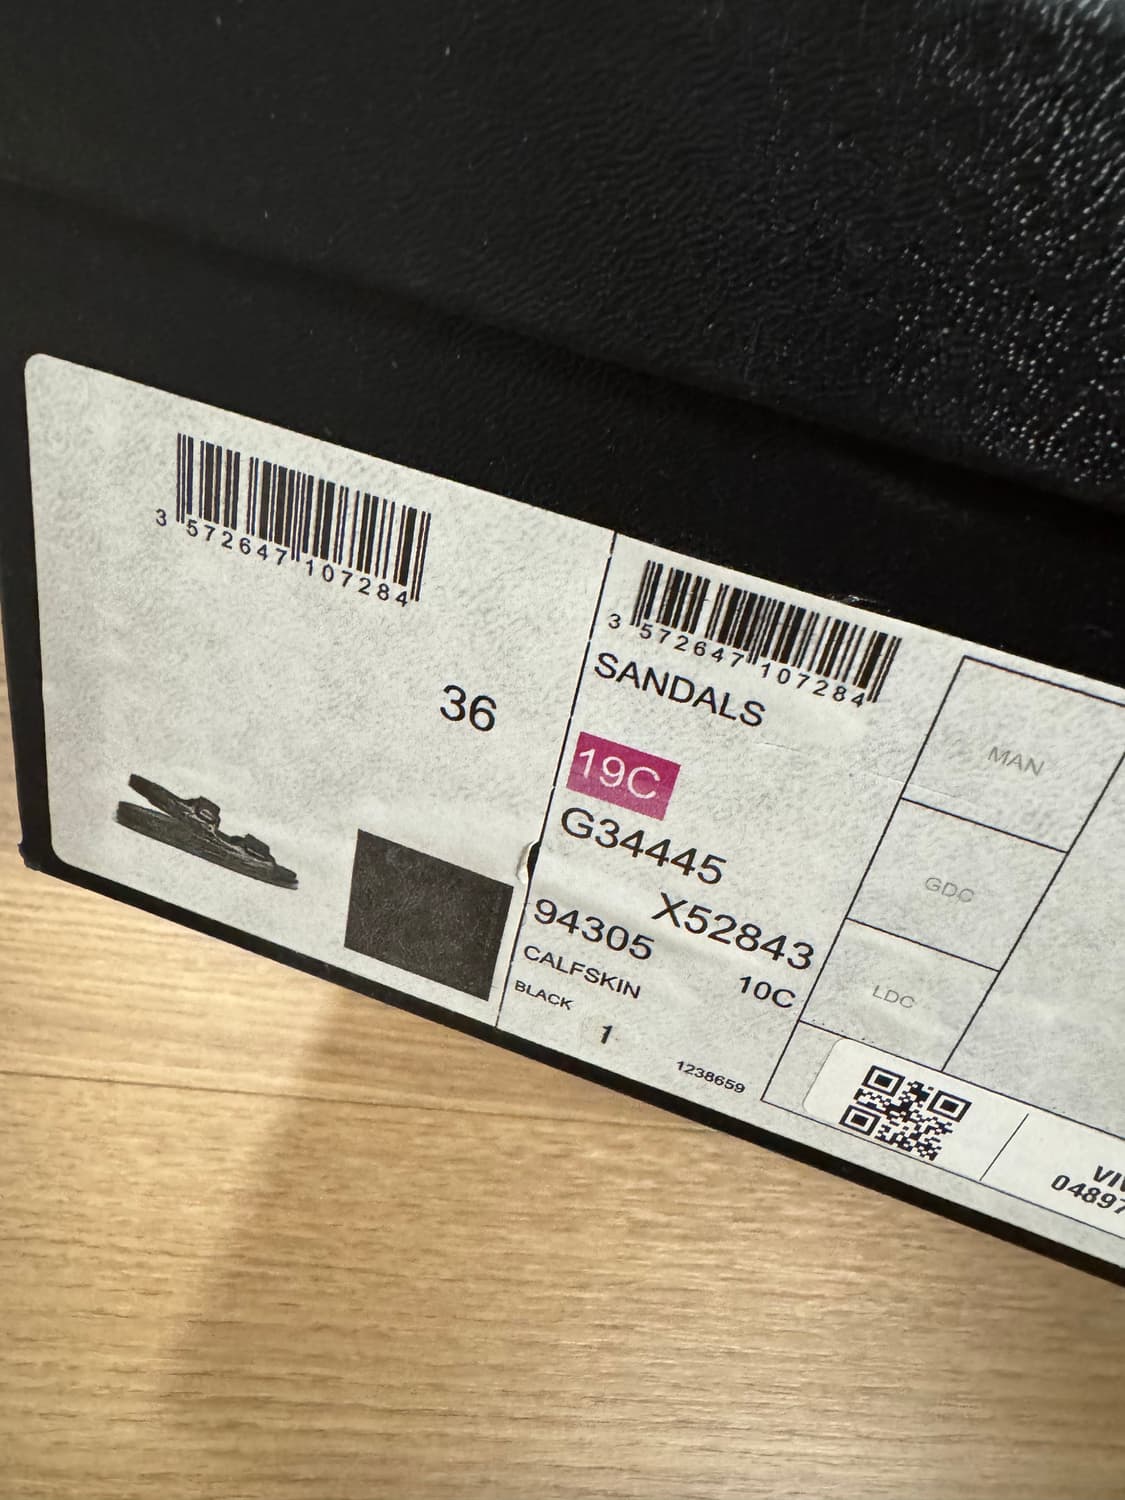 3 572647 107284
36
3 572647 107284
SANDALS
19C
G34445
X52843
94305
10C
CALFSKIN
BLACK
1
1238659
MAN
GDC
LDC
04897